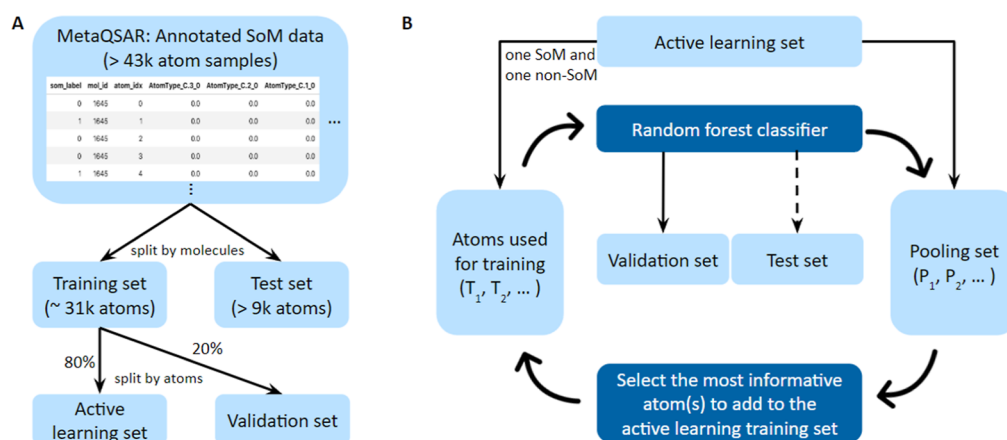 A
MetaQSAR: Annotated SoM data
(> 43k atom samples)
som_label mol_id atom_idx AtomType_C.3_0 AtomType_C.2_0 AtomType_C.1_0
0 1645 0 0.0 0.0 0.0
1 1645 1 0.0 0.0 0.0
0 1645 2 0.0 0.0 0.0
0 1645 3 0.0 0.0 0.0
1 1645 4 0.0 0.0 0.0
...
⋮
split by molecules
Training set
(~ 31k atoms)
Test set
(> 9k atoms)
80%
20%
split by atoms
Active
learning set
Validation set
B
one SoM and
one non-SoM
Active learning set
Random forest classifier
Atoms used
for training
(T₁, T₂, ... )
Validation set
Test set
Pooling set
(P₁, P₂, ... )
Select the most informative
atom(s) to add to the
active learning training set